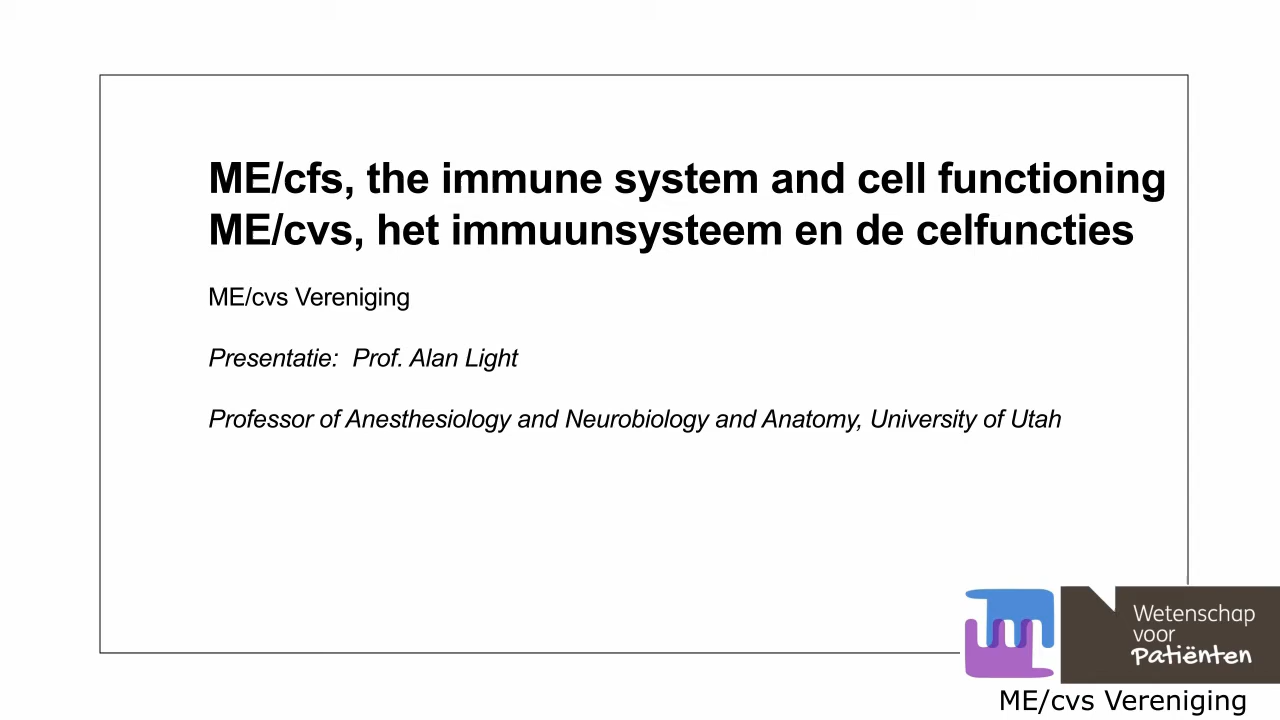 ME/cfs, the immune system and cell functioning
ME/cvs, het immuunsysteem en de celfuncties
ME/cvs Vereniging
Presentatie:  Prof. Alan Light
Professor of Anesthesiology and Neurobiology and Anatomy, University of Utah
Wetenschap
voor
Patiënten
ME/cvs Vereniging